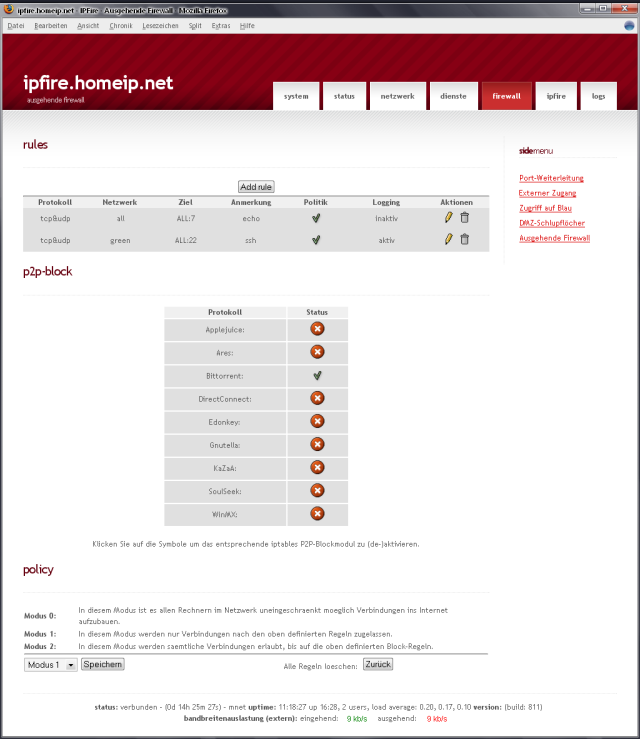 ipfire.homeip.net - IPFire - Ausgehende Firewall - Mozilla Firefox
Datei Bearbeiten Ansicht Chronik Lesezeichen Split Extras Hilfe
ipfire.homeip.net
ausgehende firewall
system status netzwerk dienste firewall ipfire logs
rules
Add rule
Protokoll Netzwerk Ziel Anmerkung Politik Logging Aktionen
tcp&udp all ALL:7 echo inaktiv
tcp&udp green ALL:22 ssh aktiv
sidemenu
Port-Weiterleitung
Externer Zugang
Zugriff auf Blau
DMZ-Schlupflöcher
Ausgehende Firewall
p2p-block
Protokoll Status
Applejuice:
Ares:
Bittorrent:
DirectConnect:
Edonkey:
Gnutella:
KaZaA:
SoulSeek:
WinMX:
Klicken Sie auf die Symbole um das entsprechende iptables P2P-Blockmodul zu (de-)aktivieren.
policy
Modus 0: In diesem Modus ist es allen Rechnern im Netzwerk uneingeschraenkt moeglich Verbindungen ins Internet
aufzubauen.
Modus 1: In diesem Modus werden nur Verbindungen nach den oben definierten Regeln zugelassen.
Modus 2: In diesem Modus werden saemtliche Verbindungen erlaubt, bis auf die oben definierten Block-Regeln.
Modus 1 Speichern Alle Regeln loeschen: Zurück
status: verbunden - (0d 14h 25m 27s) - mnet uptime: 11:18:27 up 16:28, 2 users, load average: 0.20, 0.17, 0.10 version: (build: 811)
bandbreitenauslastung (extern): eingehend: 9 kb/s ausgehend: 9 kb/s